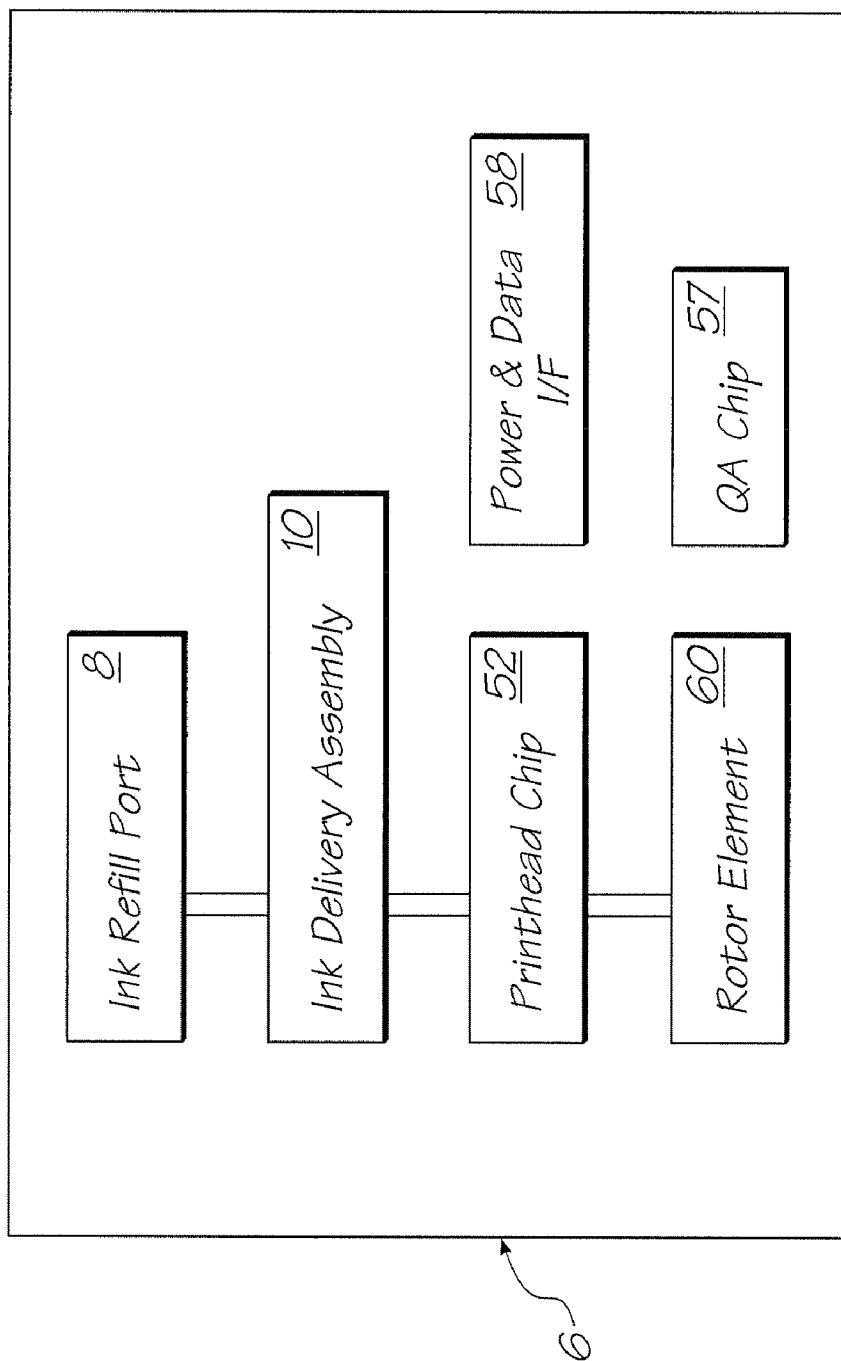 Ink Refill Port 8
Ink Delivery Assembly 10
Printhead Chip 52
Power & Data 58
I/F
Rotor Element 60
QA Chip 57
6